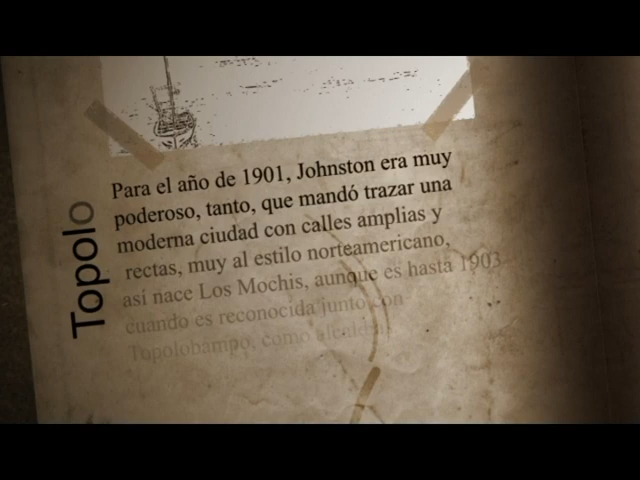 Para el año de 1901, Johnston era muy
poderoso, tanto, que mandó trazar una
moderna ciudad con calles amplias y
rectas, muy al estilo norteamericano,
así nace Los Mochis, aunque es hasta 1903
cuando es reconocida junto con
Topolobampo, como alcaldías
Topolo